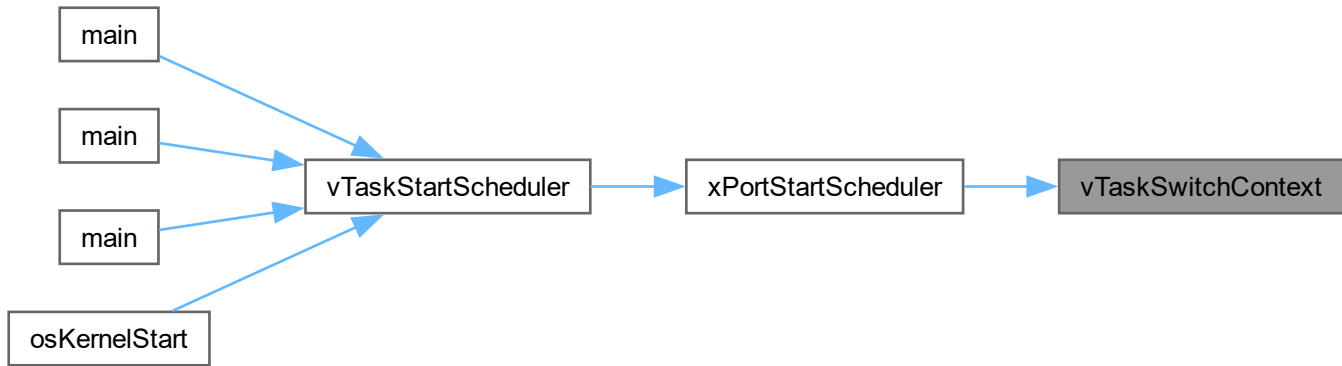 main
main
main
osKernelStart
vTaskStartScheduler
xPortStartScheduler
vTaskSwitchContext